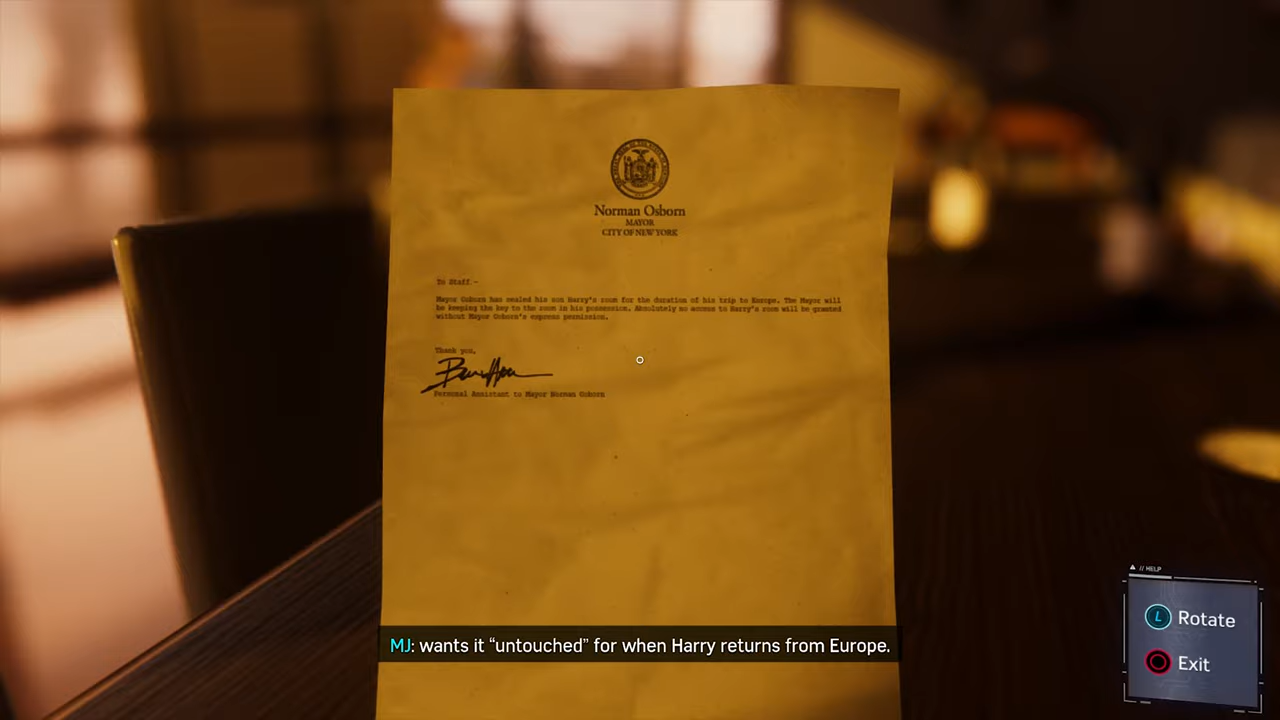 Norman Osborn
MAYOR
CITY OF NEW YORK
To Staff-
Mayor Osborn has sealed his son Harry's room for the duration of his trip to Europe. The Mayor will
be keeping the key to the room in his possession. Absolutely no access to Harry's room will be granted
without Mayor Osborn's express permission.
Thank you,
Personal Assistant to Mayor Norman Osborn
MJ: wants it “untouched” for when Harry returns from Europe.
// HELP
L Rotate
Exit